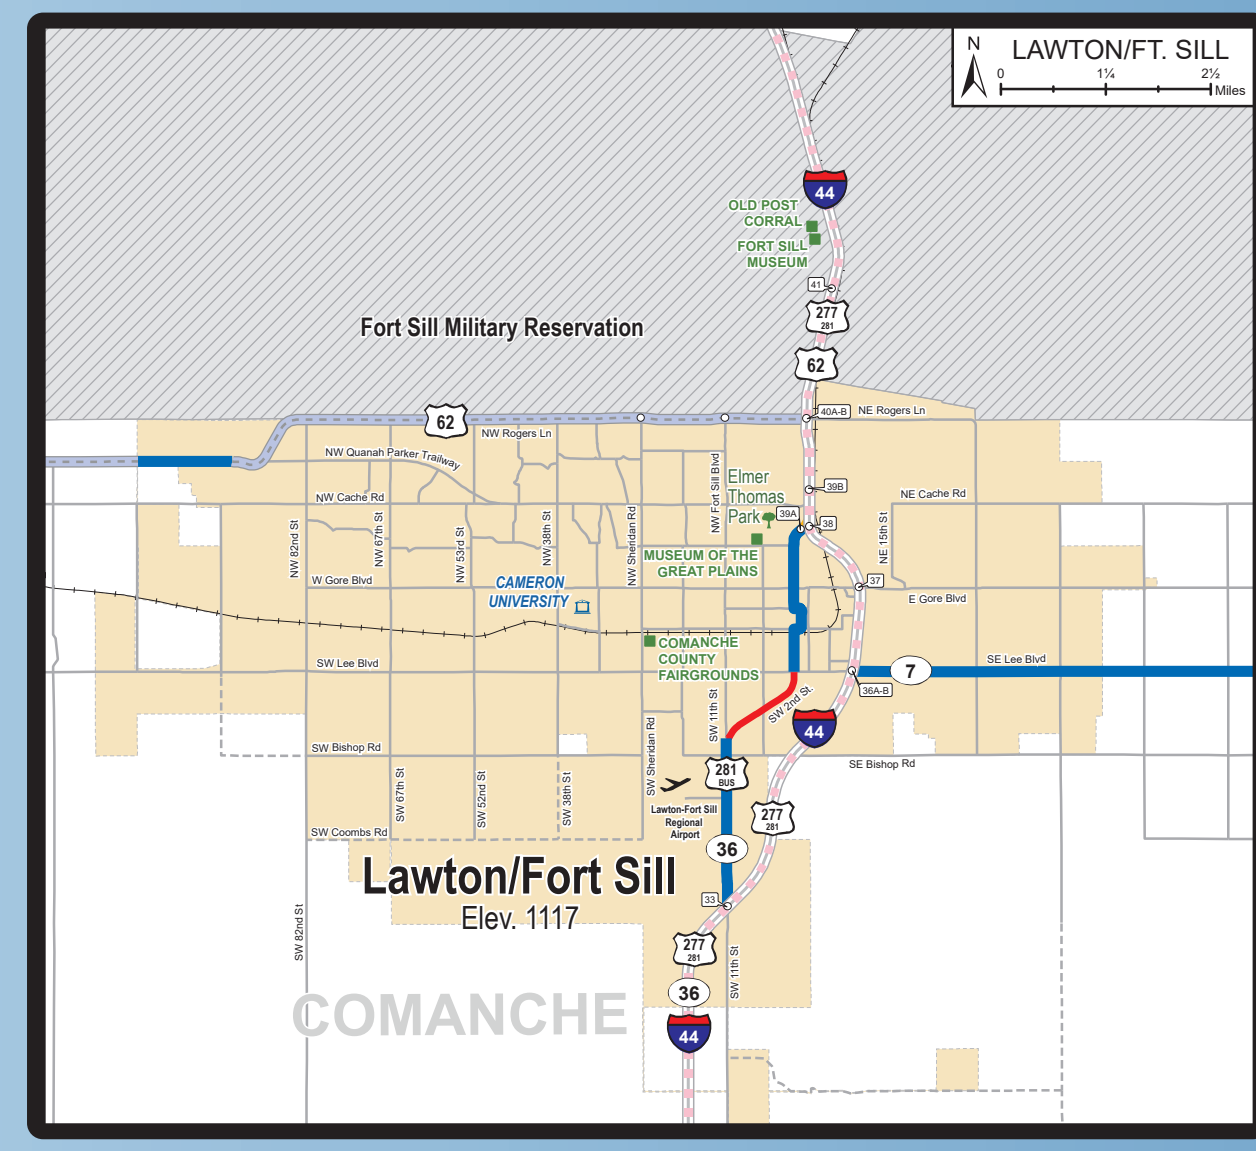 N
LAWTON/FT. SILL
0 1¼ 2½
Miles
44
OLD POST
CORRAL
FORT SILL
MUSEUM
41
277
281
Fort Sill Military Reservation
62
62
40A-B
NE Rogers Ln
NW Rogers Ln
NW Quanah Parker Trailway
NW Cache Rd
NE Cache Rd
NW Fort Sill Blvd
Elmer
Thomas
Park
39B
39A
38
NW 82nd St
NW 67th St
NW 53rd St
NW 38th St
NW Sheridan Rd
NE 15th St
MUSEUM OF THE
GREAT PLAINS
W Gore Blvd
CAMERON
UNIVERSITY
37
E Gore Blvd
COMANCHE
COUNTY
FAIRGROUNDS
SW Lee Blvd
SE Lee Blvd
7
36A-B
SW 11th St
SW 2nd St.
44
SW Bishop Rd
SW Sheridan Rd
SE Bishop Rd
281
BUS
SW 67th St
SW 52nd St
SW 38th St
Lawton-Fort Sill
Regional
Airport
277
281
SW Coombs Rd
36
Lawton/Fort Sill
Elev. 1117
33
SW 82nd St
277
281
SW 11th St
36
COMANCHE
44